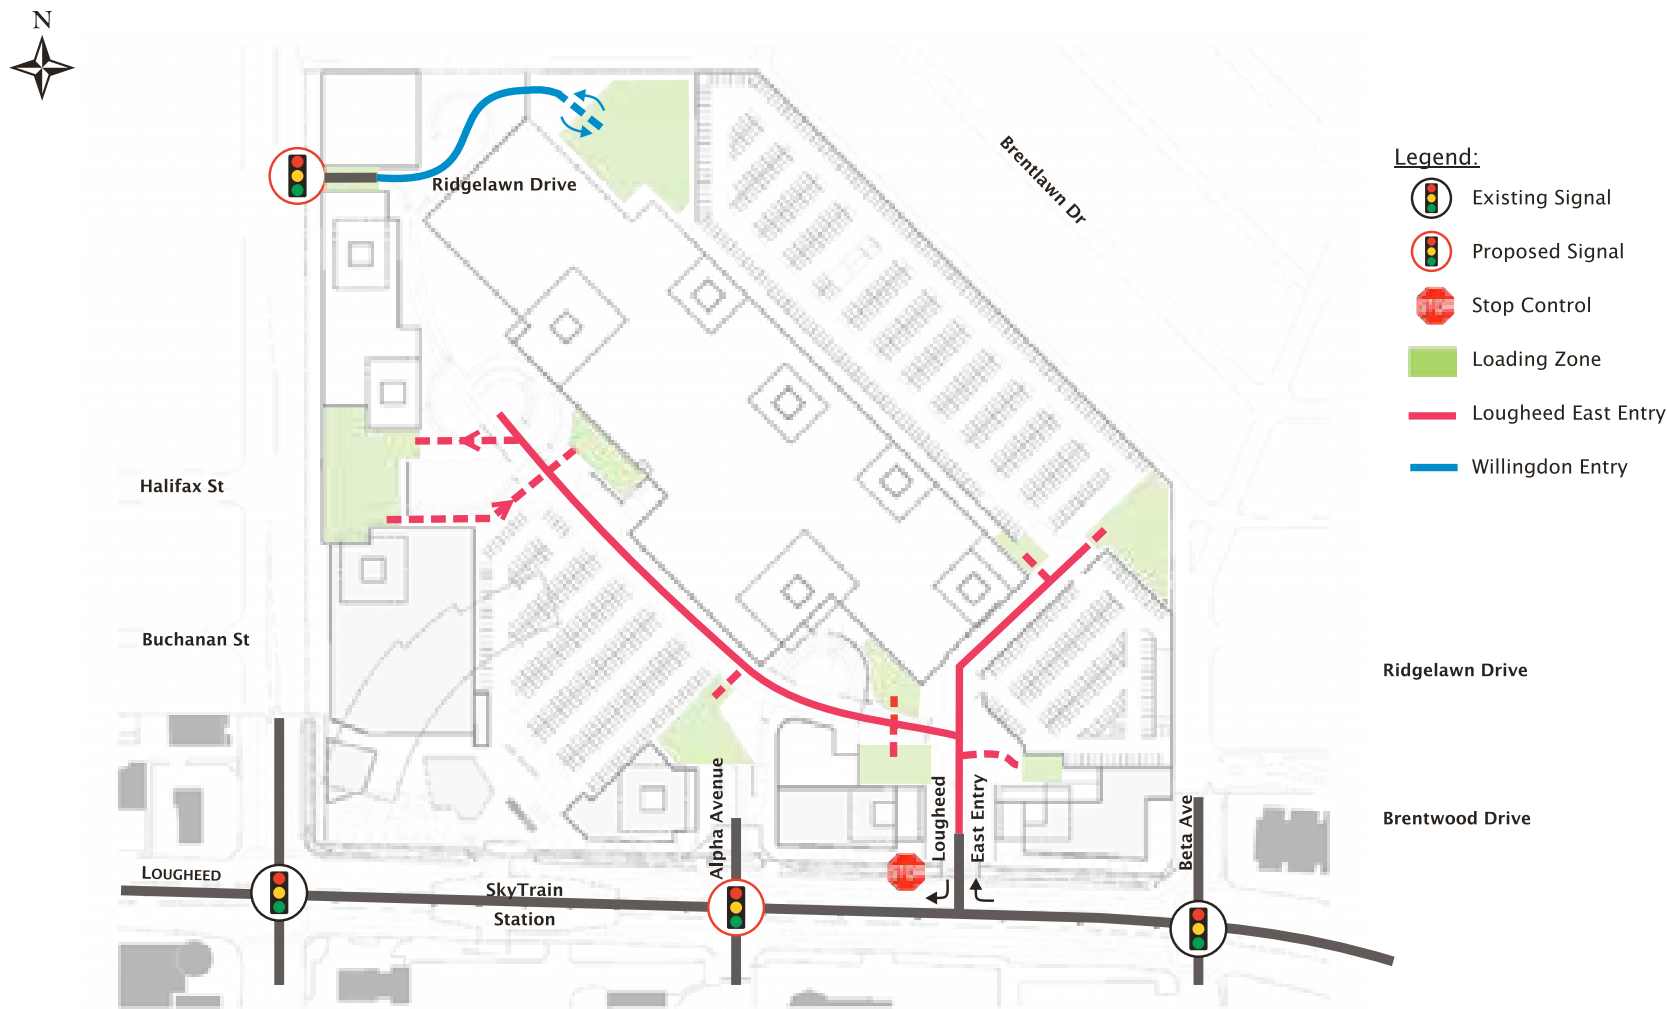 N
Brentlawn Dr
Legend:
Existing Signal
Proposed Signal
Stop Control
Loading Zone
Lougheed East Entry
Willingdon Entry
Ridgelawn Drive
Halifax St
Buchanan St
Ridgelawn Drive
Brentwood Drive
Alpha Avenue
Lougheed
East Entry
Beta Ave
LOUGHEED
SkyTrain
Station